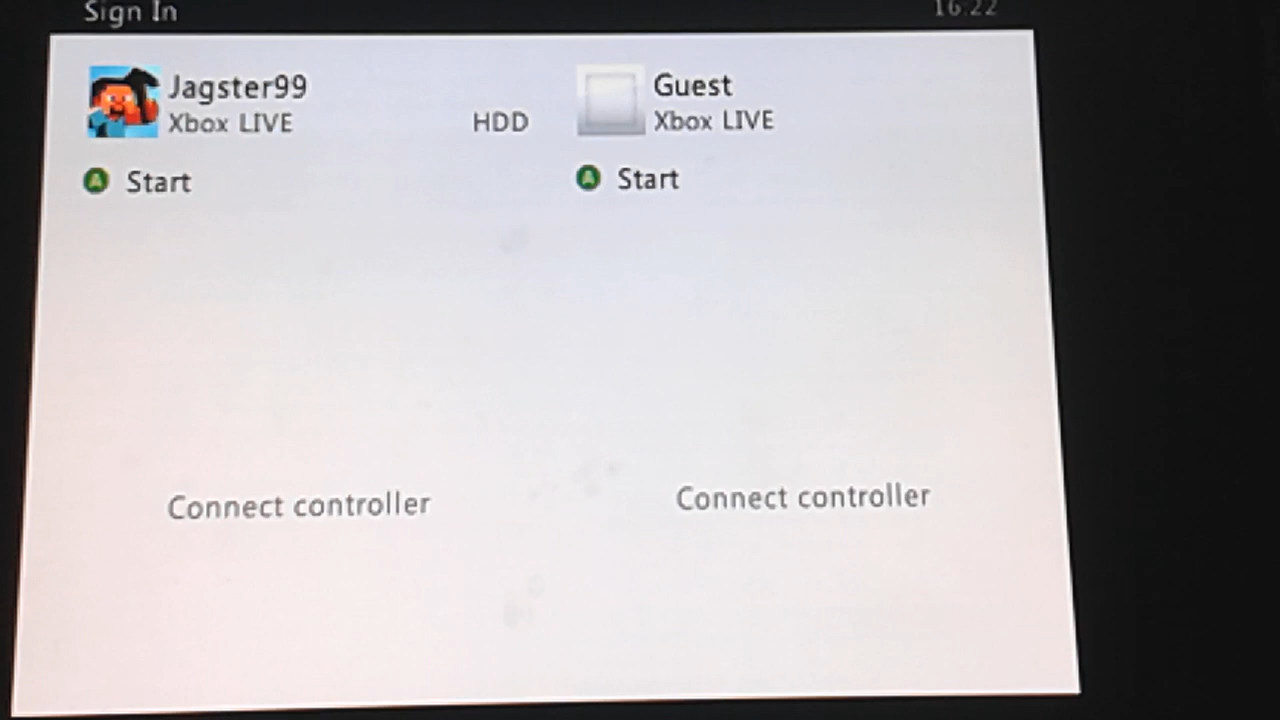 Sign In
16:22
Jagster99
Xbox LIVE
HDD
A Start
Guest
Xbox LIVE
A Start
Connect controller
Connect controller